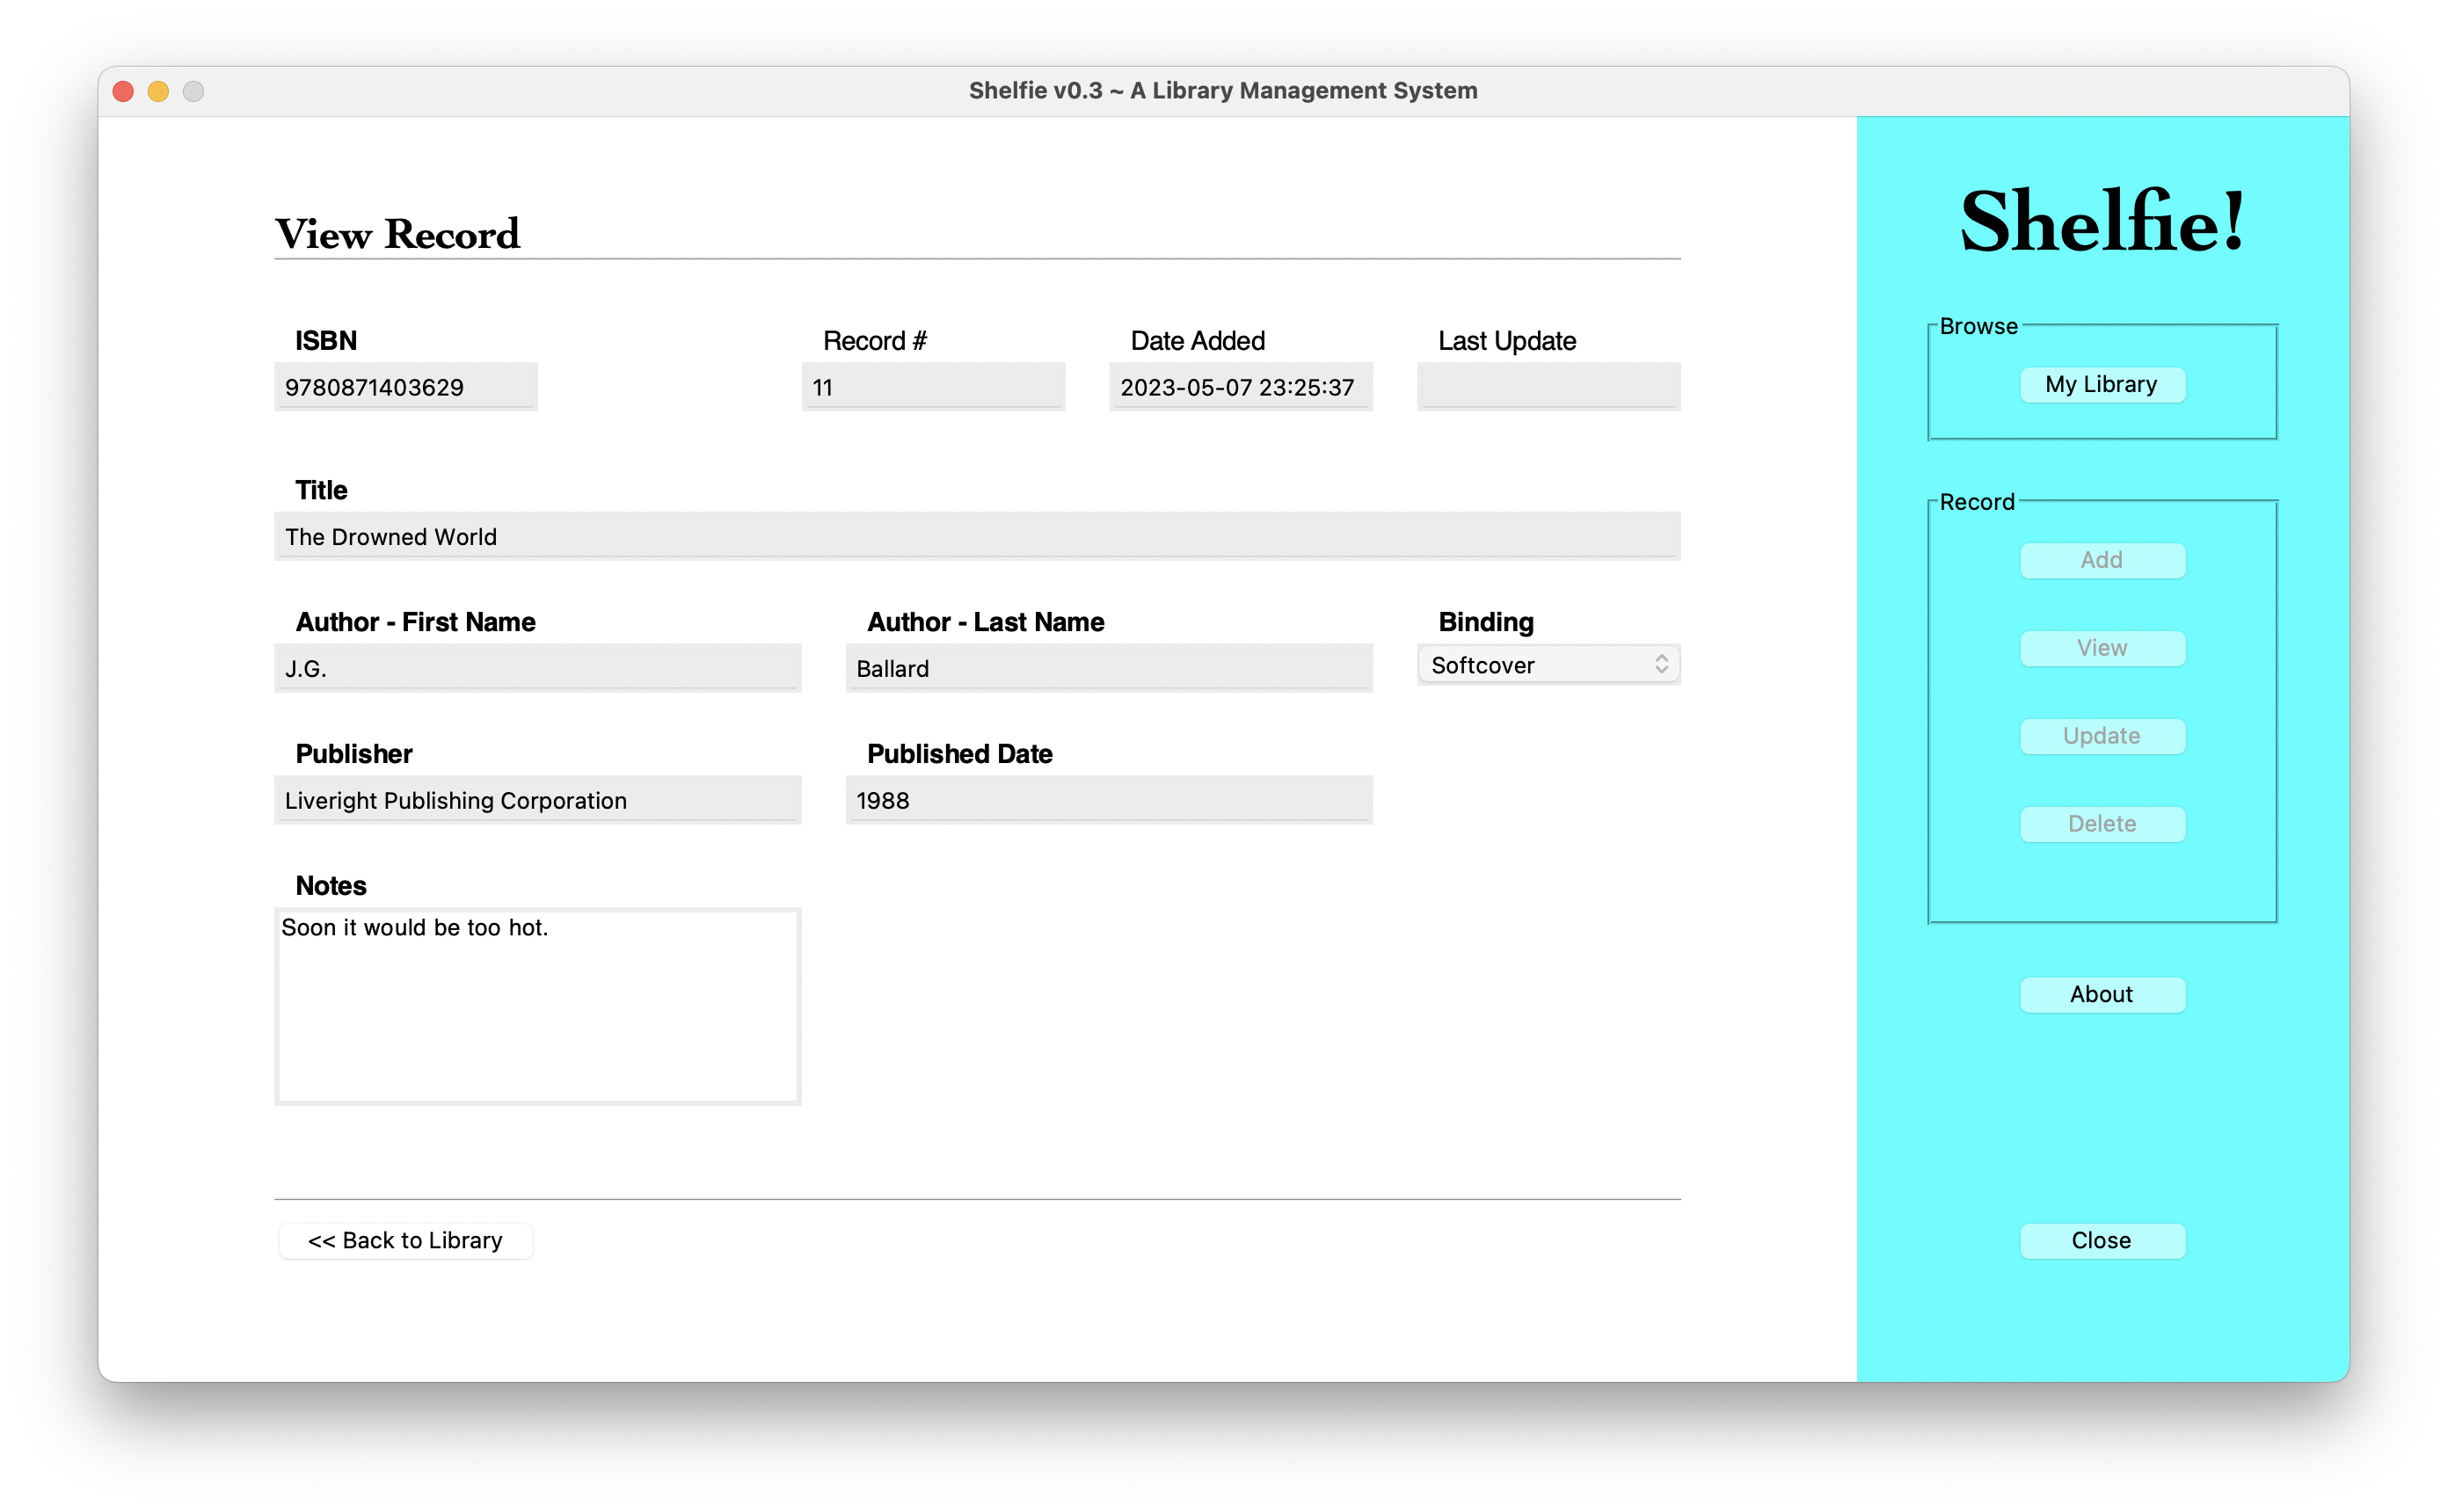 Shelfie v0.3 ~ A Library Management System
View Record
ISBN
Record #
Date Added
Last Update
9780871403629
11
2023-05-07 23:25:37
Title
The Drowned World
Author - First Name
Author - Last Name
Binding
J.G.
Ballard
Softcover
Publisher
Published Date
Liveright Publishing Corporation
1988
Notes
Soon it would be too hot.
<< Back to Library
Shelfie!
Browse
My Library
Record
Add
View
Update
Delete
About
Close